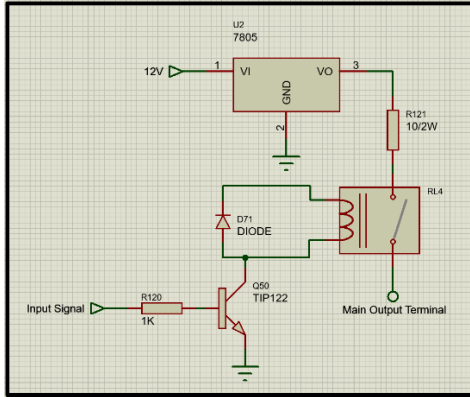 U2
7805
12V
1
VI
VO
3
GND
2
R121
10/2W
RL4
D71
DIODE
Q50
TIP122
Input Signal
R120
1K
Main Output Terminal